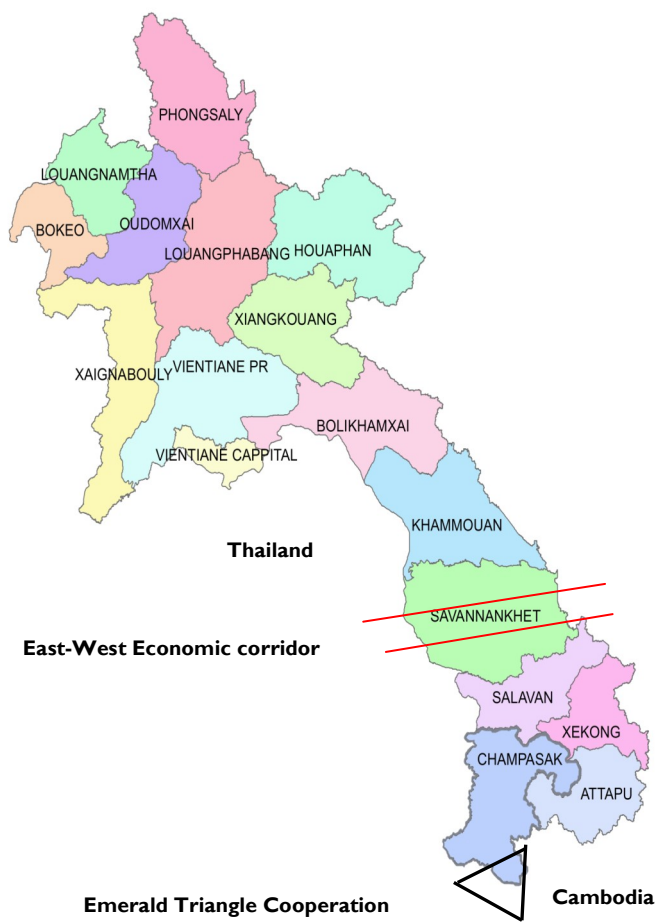 PHONGSALY
LOUANGNAMTHA
BOKEO
OUDOMXAI
LOUANGPHABANG
HOUAPHAN
XIANGKOUANG
XAIGNABOULY
VIENTIANE PR
BOLIKHAMXAI
VIENTIANE CAPPITAL
KHAMMOUAN
Thailand
SAVANNANKHET
East-West Economic corridor
SALAVAN
XEKONG
CHAMPASAK
ATTAPU
Cambodia
Emerald Triangle Cooperation